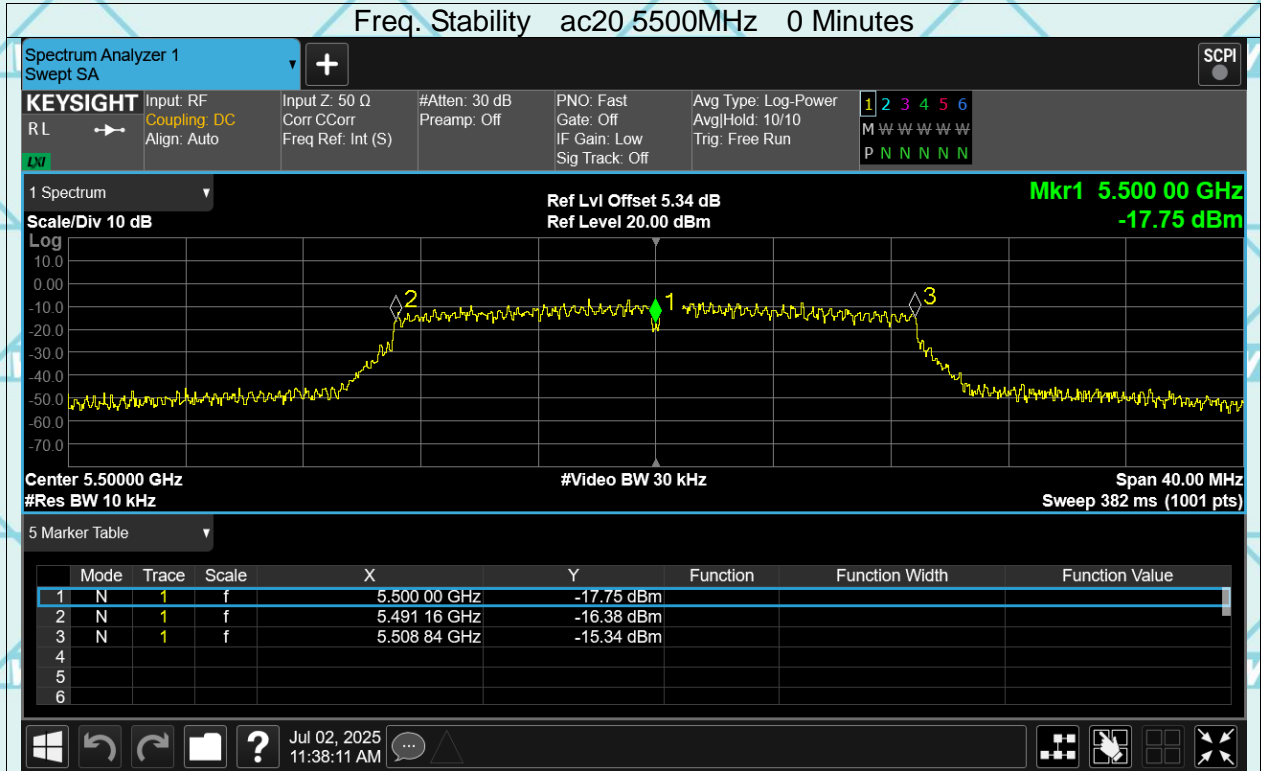 Freq. Stability ac20 5500MHz 0 Minutes
Spectrum Analyzer 1
Swept SA
SCPI
KEYSIGHT
RL
LXI
Input: RF
Coupling: DC
Align: Auto
Input Z: 50 Ω
Corr CCorr
Freq Ref: Int (S)
#Atten: 30 dB
Preamp: Off
PNO: Fast
Gate: Off
IF Gain: Low
Sig Track: Off
Avg Type: Log-Power
Avg|Hold: 10/10
Trig: Free Run
1 2 3 4 5 6
M W W W W W W
P N N N N N N
1 Spectrum
Scale/Div 10 dB
Ref Lvl Offset 5.34 dB
Ref Level 20.00 dBm
Mkr1 5.500 00 GHz
-17.75 dBm
Log
10.0
0.00
-10.0
-20.0
-30.0
-40.0
-50.0
-60.0
-70.0
2
1
3
Center 5.50000 GHz
#Video BW 30 kHz
Span 40.00 MHz
#Res BW 10 kHz
Sweep 382 ms (1001 pts)
5 Marker Table
Mode Trace Scale X Y Function Function Width Function Value
1 N 1 f 5.500 00 GHz -17.75 dBm
2 N 1 f 5.491 16 GHz -16.38 dBm
3 N 1 f 5.508 84 GHz -15.34 dBm
4
5
6
?
Jul 02, 2025
11:38:11 AM